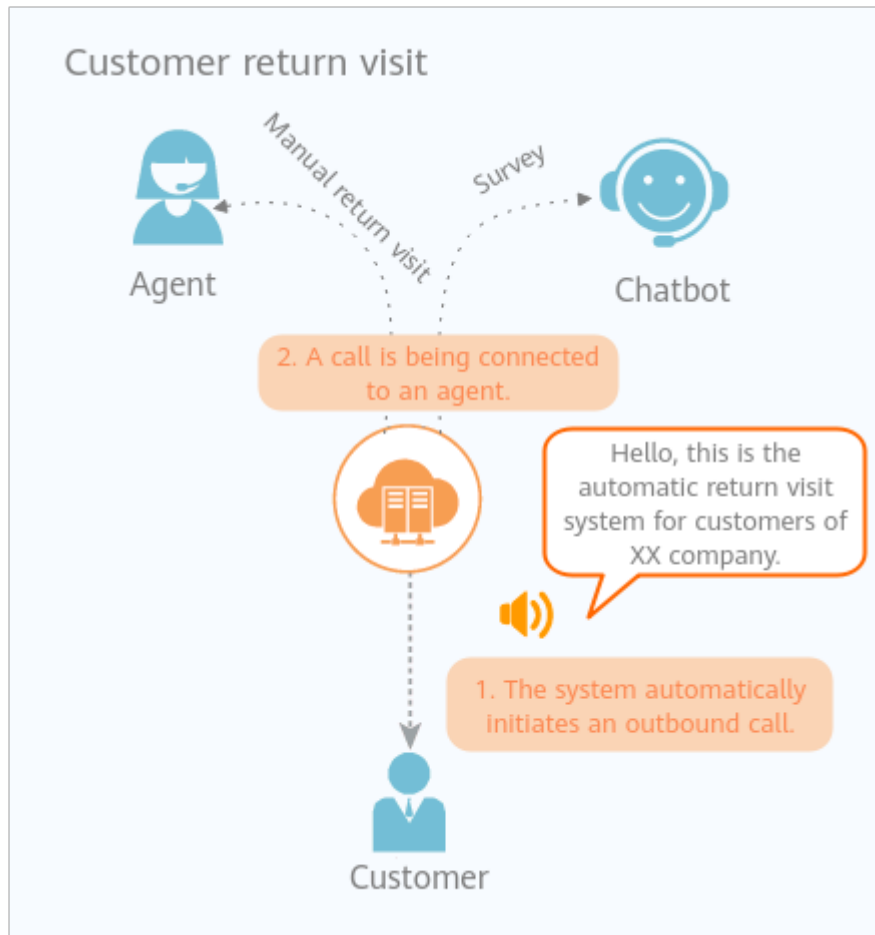 Customer return visit
Manual return visit
Survey
Agent
Chatbot
2. A call is being connected
to an agent.
Hello, this is the
automatic return visit
system for customers of
XX company.
1. The system automatically
initiates an outbound call.
Customer